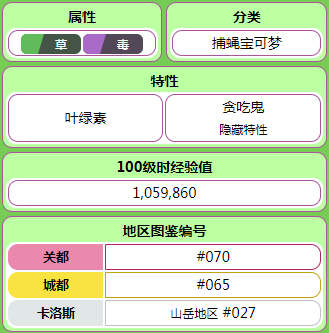 属性 分类
草 毒 捕蝇宝可梦
特性
叶绿素 贪吃鬼
隐藏特性
100级时经验值
1,059,860
地区图鉴编号
关都 #070
城都 #065
卡洛斯 山岳地区 #027